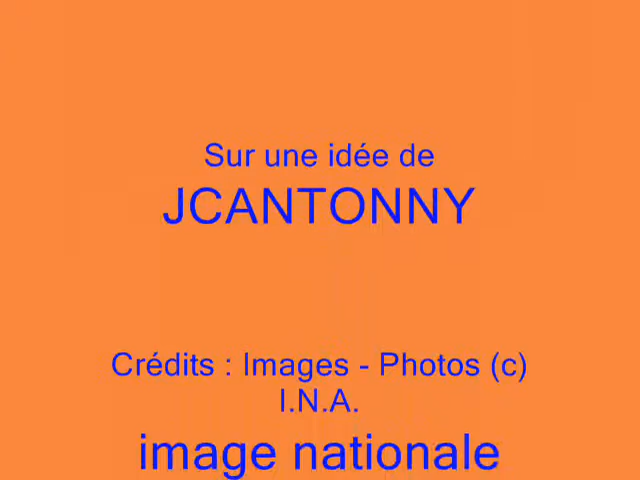 Sur une idée de
JCANTONNY
Crédits : Images - Photos (c)
I.N.A.
image nationale